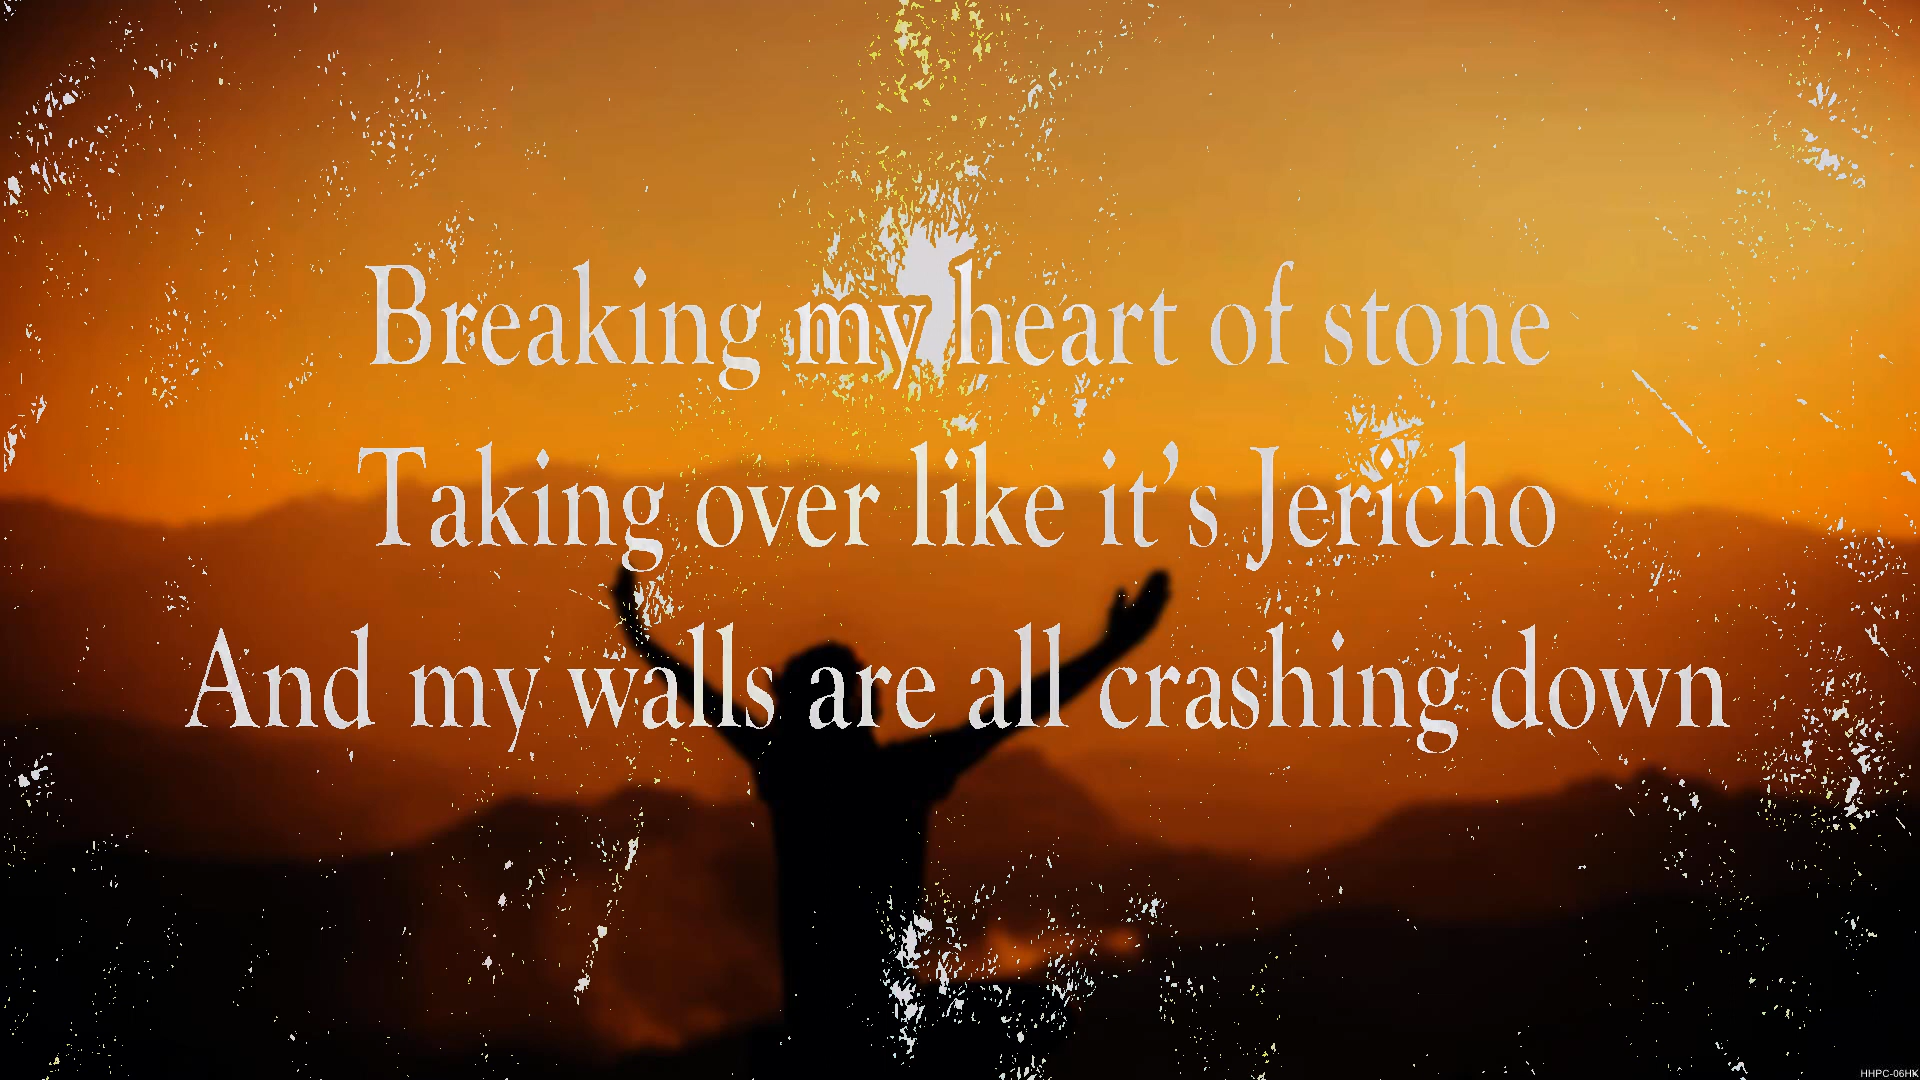 Breaking my heart of stone
Taking over like it’s Jericho
And my walls are all crashing down
HHPC-06HK